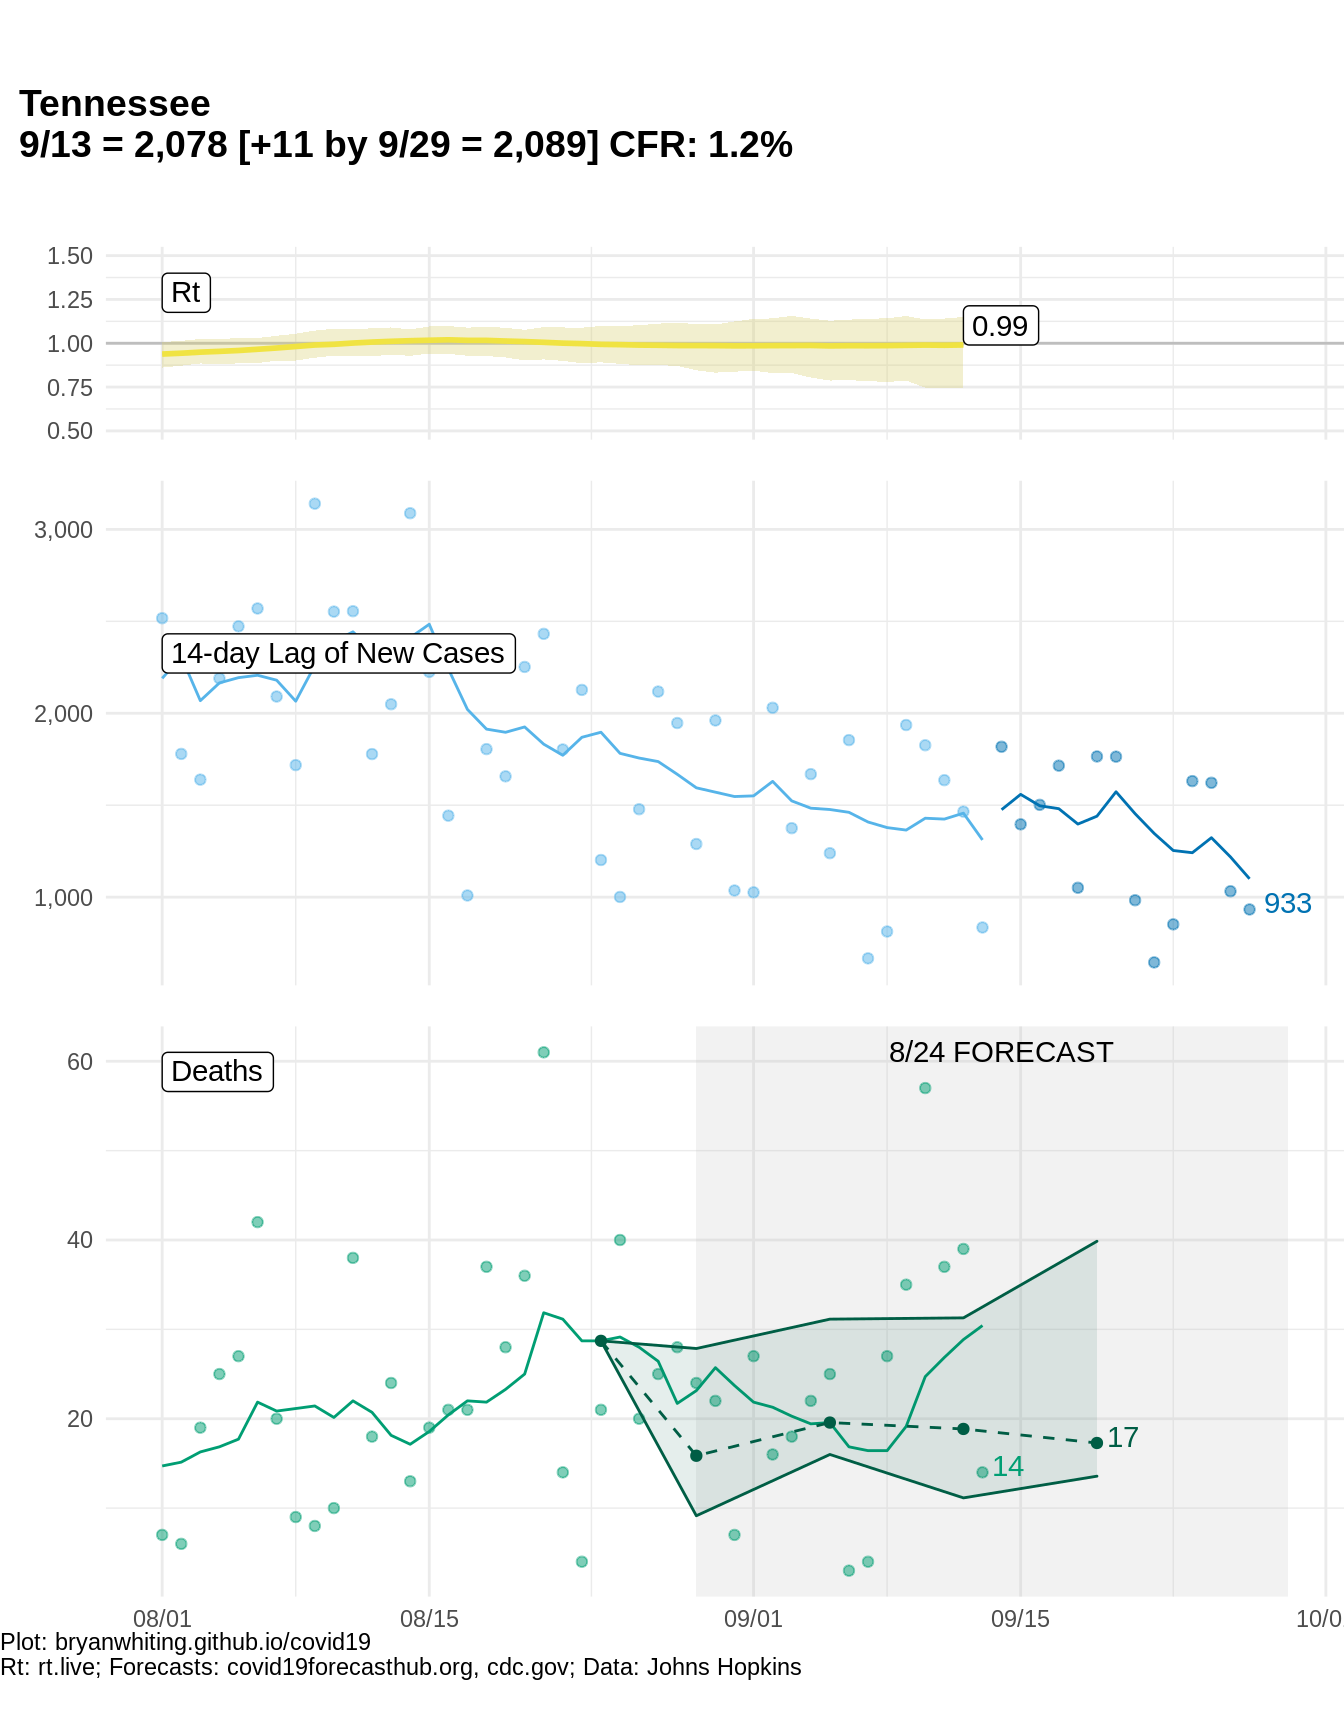 Tennessee
9/13 = 2,078 [+11 by 9/29 = 2,089] CFR: 1.2%
1.50
Rt
1.25
0.99
1.00
0.75
0.50
3,000
14-day Lag of New Cases
2,000
1,000
933
8/24 FORECAST
60
Deaths
40
20
17
14
08/01
08/15
09/01
09/15
10/0
Plot: bryanwhiting.github.io/covid19
Rt: rt.live; Forecasts: covid19forecasthub.org, cdc.gov; Data: Johns Hopkins